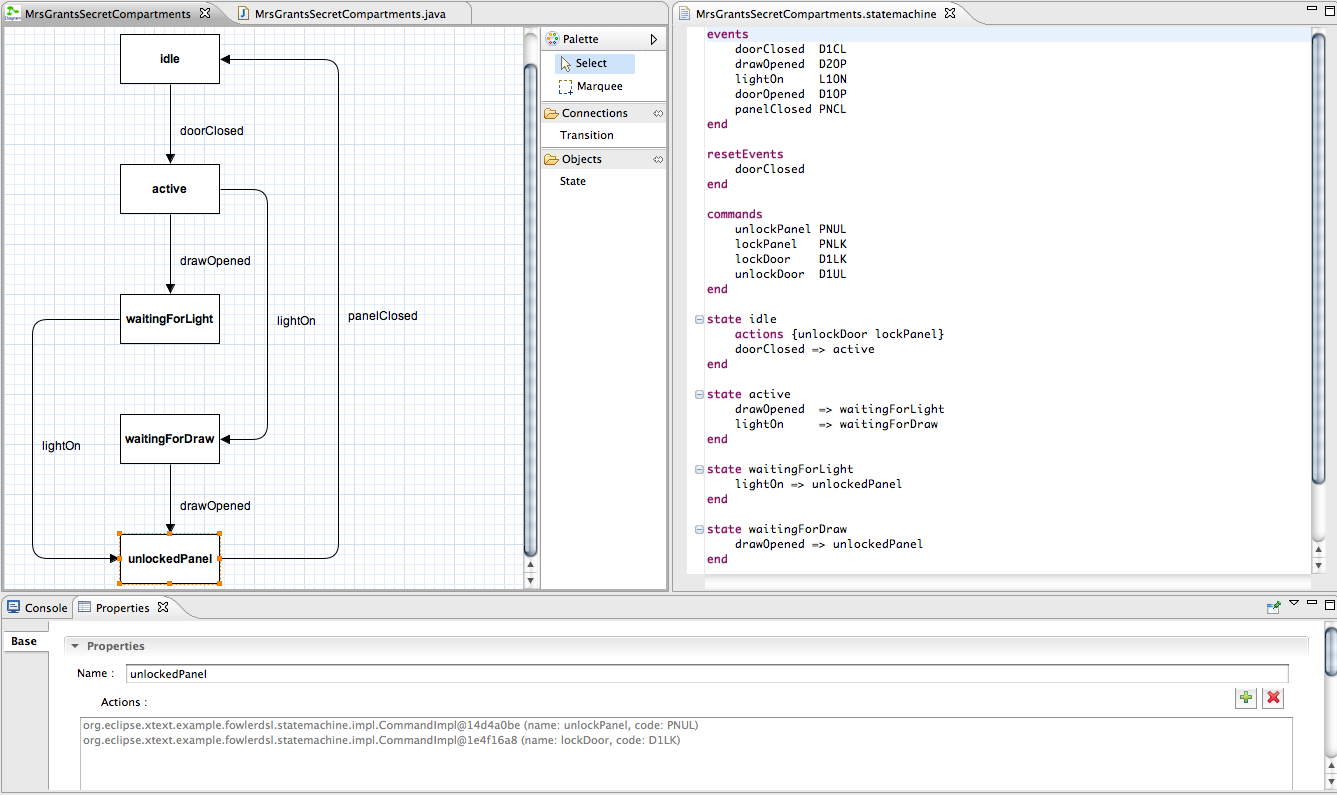 MrsGrantsSecretCompartments
MrsGrantsSecretCompartments.java
idle
doorClosed
active
drawOpened
waitingForLight
lightOn
panelClosed
waitingForDraw
lightOn
drawOpened
unlockedPanel
Palette
Select
Marquee
Connections
Transition
Objects
State
MrsGrantsSecretCompartments.statemachine
events
doorClosed D1CL
drawOpened D2OP
lightOn L1ON
doorOpened D1OP
panelClosed PNCL
end
resetEvents
doorClosed
end
commands
unlockPanel PNUL
lockPanel PNLK
lockDoor D1LK
unlockDoor D1UL
end
state idle
actions {unlockDoor lockPanel}
doorClosed => active
end
state active
drawOpened => waitingForLight
lightOn => waitingForDraw
end
state waitingForLight
lightOn => unlockedPanel
end
state waitingForDraw
drawOpened => unlockedPanel
end
Console
Properties
Base
Properties
Name :
unlockedPanel
Actions :
org.eclipse.xtext.example.fowlerdsl.statemachine.impl.CommandImpl@14d4a0be (name: unlockPanel, code: PNUL)
org.eclipse.xtext.example.fowlerdsl.statemachine.impl.CommandImpl@1e4f16a8 (name: lockDoor, code: D1LK)